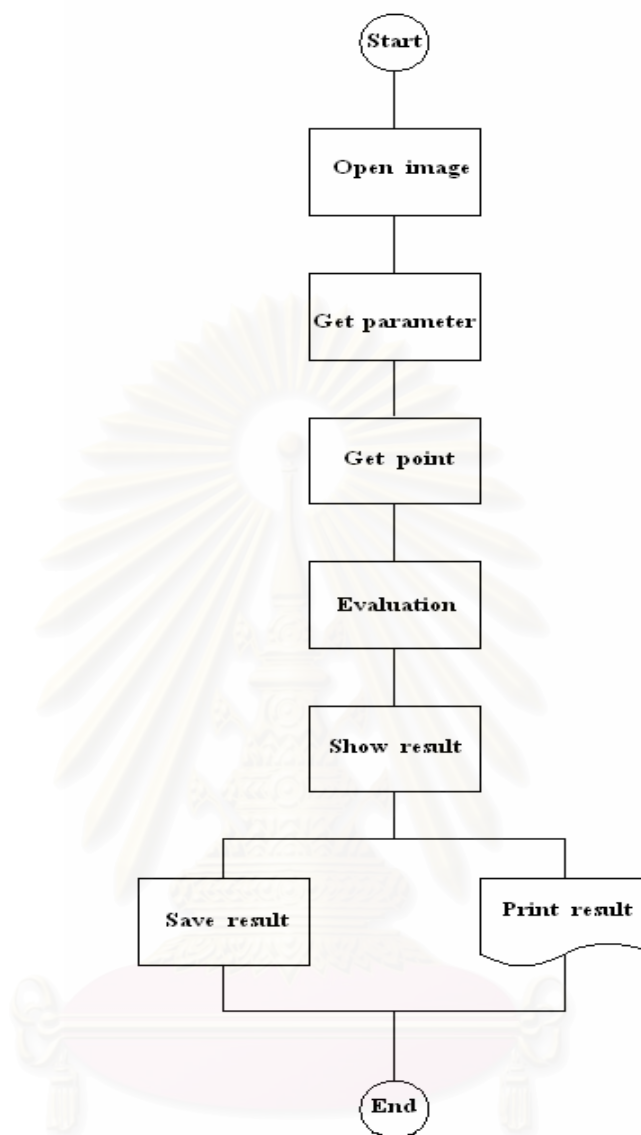 Start
Open image
Get parameter
Get point
Evaluation
Show result
Save result
Print result
End